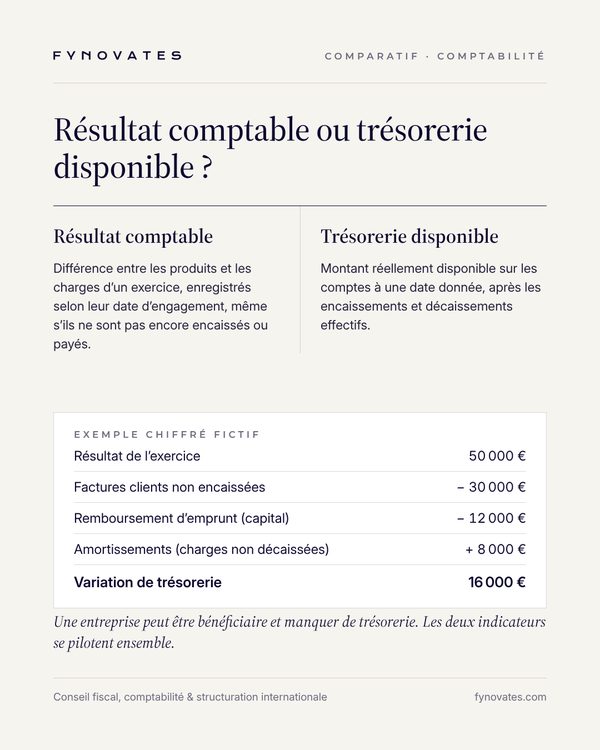 FYNOVATES
COMPARATIF · COMPTABILITÉ
Résultat comptable ou trésorerie
disponible ?
Résultat comptable
Différence entre les produits et les
charges d’un exercice, enregistrés
selon leur date d’engagement, même
s’ils ne sont pas encore encaissés ou
payés.
Trésorerie disponible
Montant réellement disponible sur les
comptes à une date donnée, après les
encaissements et décaissements
effectifs.
EXEMPLE CHIFFRÉ FICTIF
Résultat de l’exercice 50 000 €
Factures clients non encaissées − 30 000 €
Remboursement d’emprunt (capital) − 12 000 €
Amortissements (charges non décaissées) + 8 000 €
Variation de trésorerie 16 000 €
Une entreprise peut être bénéficiaire et manquer de trésorerie. Les deux indicateurs
se pilotent ensemble.
Conseil fiscal, comptabilité & structuration internationale
fynovates.com